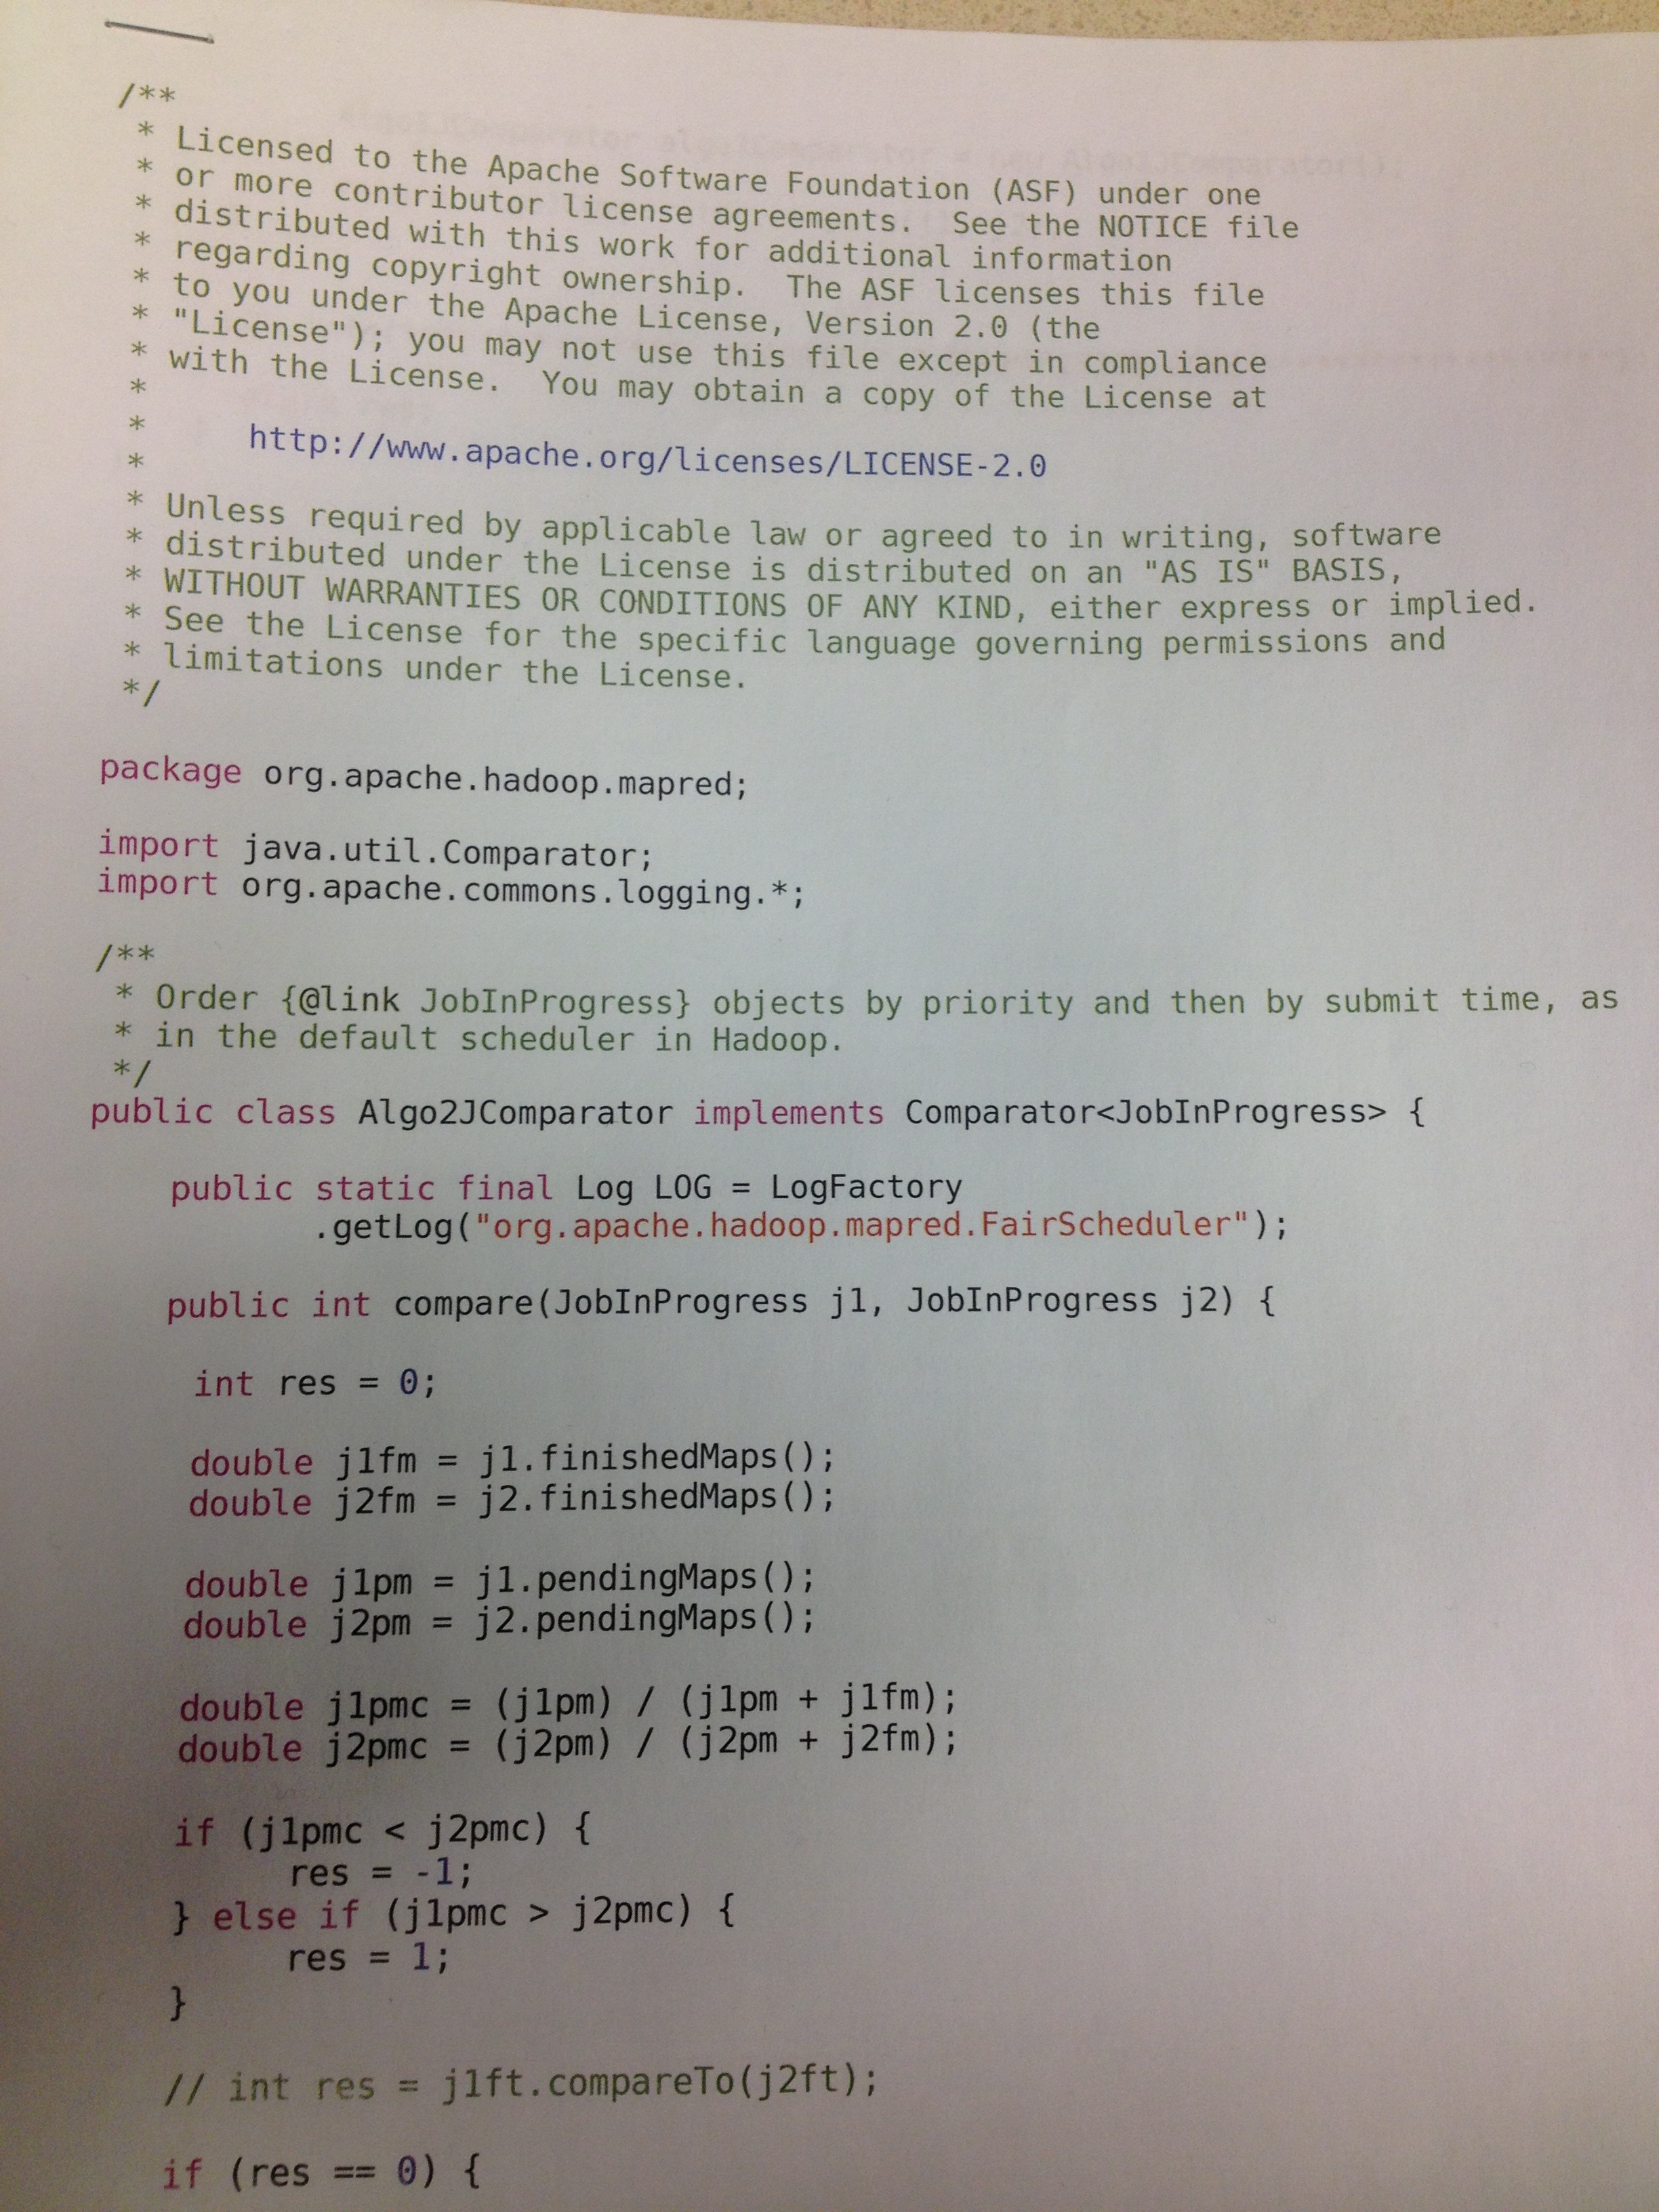 /**
 * Licensed to the Apache Software Foundation (ASF) under one
 * or more contributor license agreements.  See the NOTICE file
 * distributed with this work for additional information
 * regarding copyright ownership.  The ASF licenses this file
 * to you under the Apache License, Version 2.0 (the
 * "License"); you may not use this file except in compliance
 * with the License.  You may obtain a copy of the License at
 *
 *     http://www.apache.org/licenses/LICENSE-2.0
 *
 * Unless required by applicable law or agreed to in writing, software
 * distributed under the License is distributed on an "AS IS" BASIS,
 * WITHOUT WARRANTIES OR CONDITIONS OF ANY KIND, either express or implied.
 * See the License for the specific language governing permissions and
 * limitations under the License.
 */

package org.apache.hadoop.mapred;

import java.util.Comparator;
import org.apache.commons.logging.*;

/**
 * Order {@link JobInProgress} objects by priority and then by submit time, as
 * in the default scheduler in Hadoop.
 */
public class Algo2JComparator implements Comparator<JobInProgress> {

    public static final Log LOG = LogFactory
            .getLog("org.apache.hadoop.mapred.FairScheduler");

    public int compare(JobInProgress j1, JobInProgress j2) {

     int res = 0;

     double j1fm = j1.finishedMaps();
     double j2fm = j2.finishedMaps();

     double j1pm = j1.pendingMaps();
     double j2pm = j2.pendingMaps();

     double j1pmc = (j1pm) / (j1pm + j1fm);
     double j2pmc = (j2pm) / (j2pm + j2fm);

     if (j1pmc < j2pmc) {
          res = -1;
     } else if (j1pmc > j2pmc) {
          res = 1;
     }

     // int res = j1ft.compareTo(j2ft);

     if (res == 0) {